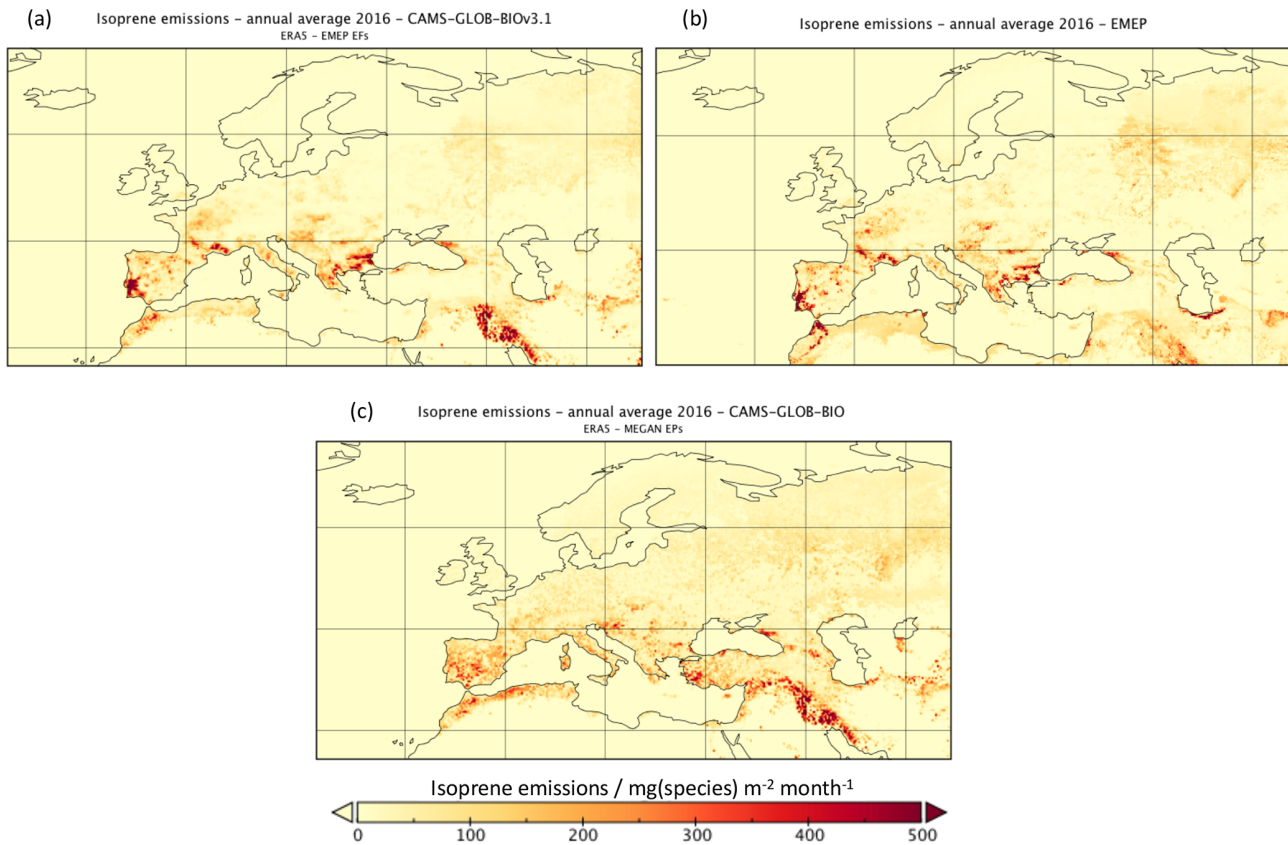 (a)
Isoprene emissions – annual average 2016 – CAMS-GLOB-BIOv3.1
ERA5 – EMEP EFs
(b)
Isoprene emissions – annual average 2016 – EMEP
(c)
Isoprene emissions – annual average 2016 – CAMS-GLOB-BIO
ERA5 – MEGAN EPs
Isoprene emissions / mg(species) m⁻² month⁻¹
0 100 200 300 400 500